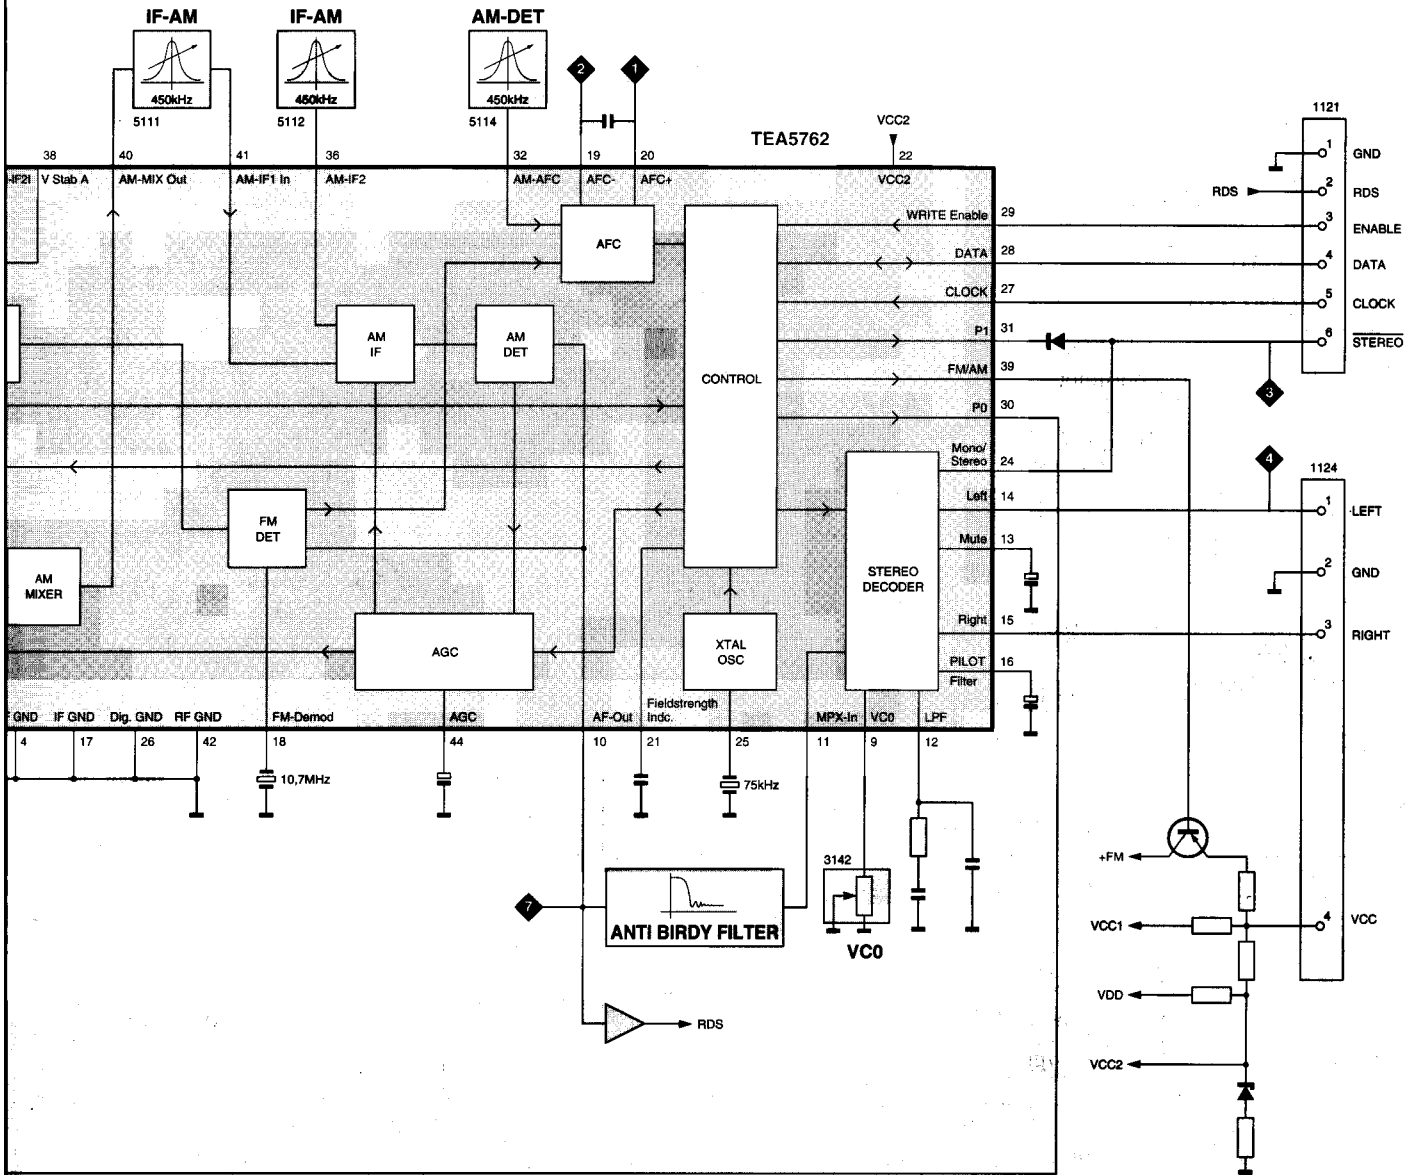 IF-AM IF-AM AM-DET
450kHz 450kHz 450kHz
5111 5112 5114
2 1
TEA5762
VCC2
38 40 41 36 32 19 20 22
-IF2I V Stab A AM-MIX Out AM-IF1 In AM-IF2 AM-AFC AFC- AFC+ VCC2
1121
1 GND
RDS 2 RDS
WRITE Enable 29 3 ENABLE
DATA 28 4 DATA
CLOCK 27 5 CLOCK
P1 31 6 STEREO
FM/AM 39
3
P0 30
Mono/
Stereo 24
4
1124
Left 14 1 LEFT
Mute 13
2 GND
Right 15 3 RIGHT
PILOT 16
Filter
AFC
AM
IF
AM
DET
CONTROL
FM
DET
AM
MIXER
STEREO
DECODER
AGC
XTAL
OSC
Fieldstrength
GND IF GND Dig. GND RF GND FM-Demod AGC AF-Out Indc. MPX-In VC0 LPF
4 17 26 42 18 44 10 21 25 11 9 12
10,7MHz 75kHz
3142
+FM
7
ANTI BIRDY FILTER
VC0
VCC1
4 VCC
VDD
RDS
VCC2